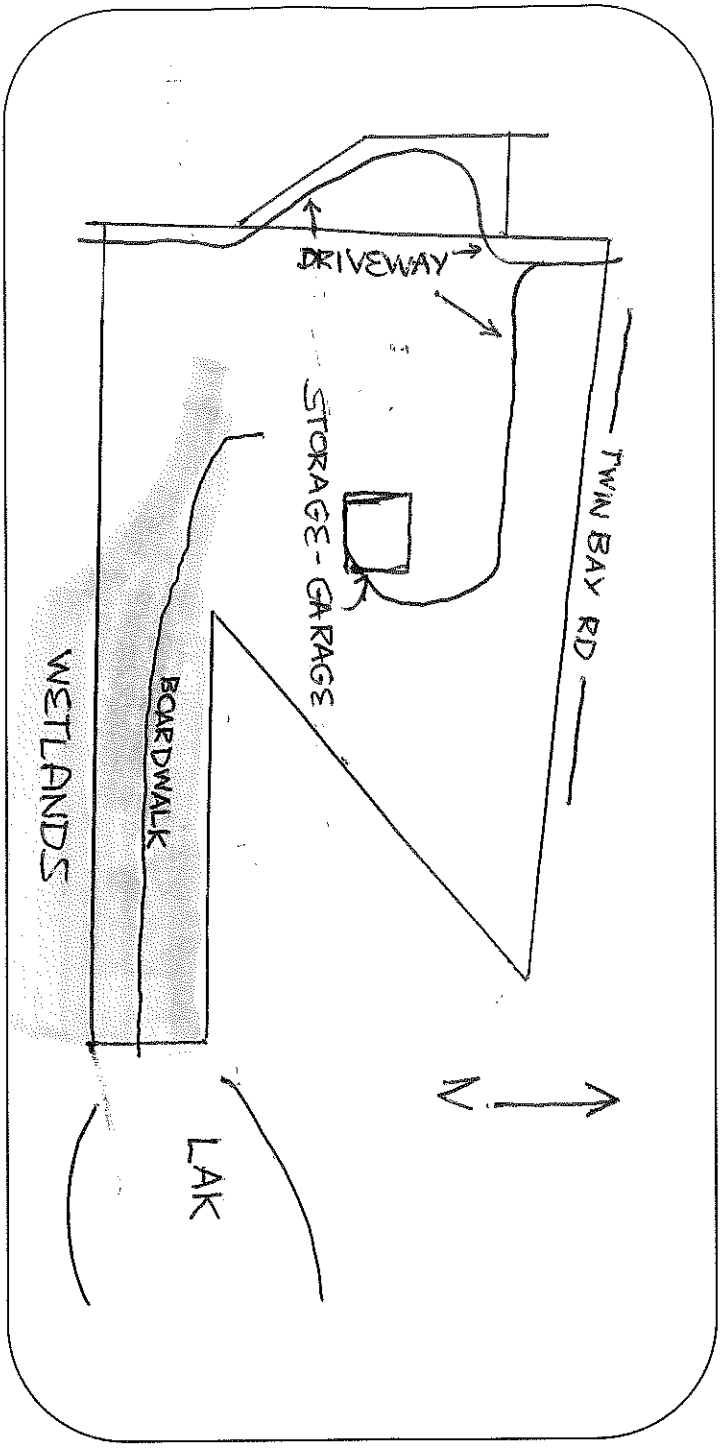 DRIVEWAY
TWIN BAY RD
STORAGE - GARAGE
BOARDWALK
WETLANDS
N
LAK